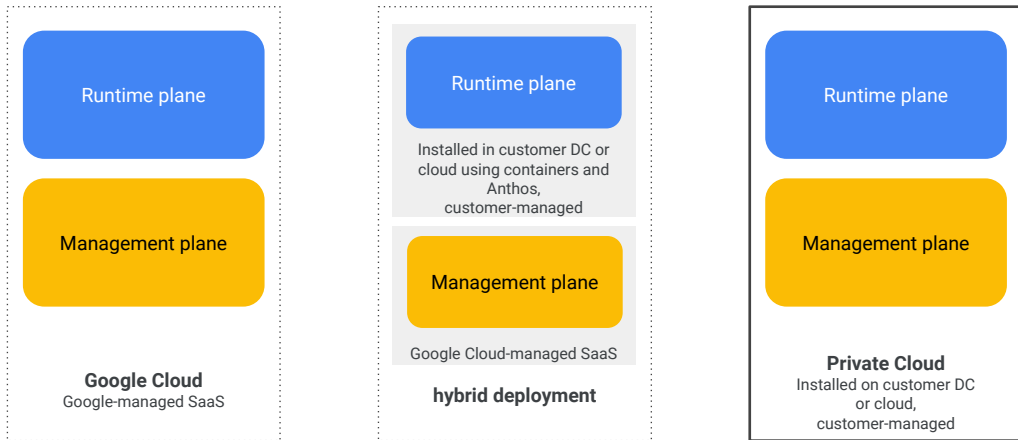 Runtime plane
Management plane
Google Cloud
Google-managed SaaS
Runtime plane
Installed in customer DC or
cloud using containers and
Anthos,
customer-managed
Management plane
Google Cloud-managed SaaS
hybrid deployment
Runtime plane
Management plane
Private Cloud
Installed on customer DC
or cloud,
customer-managed